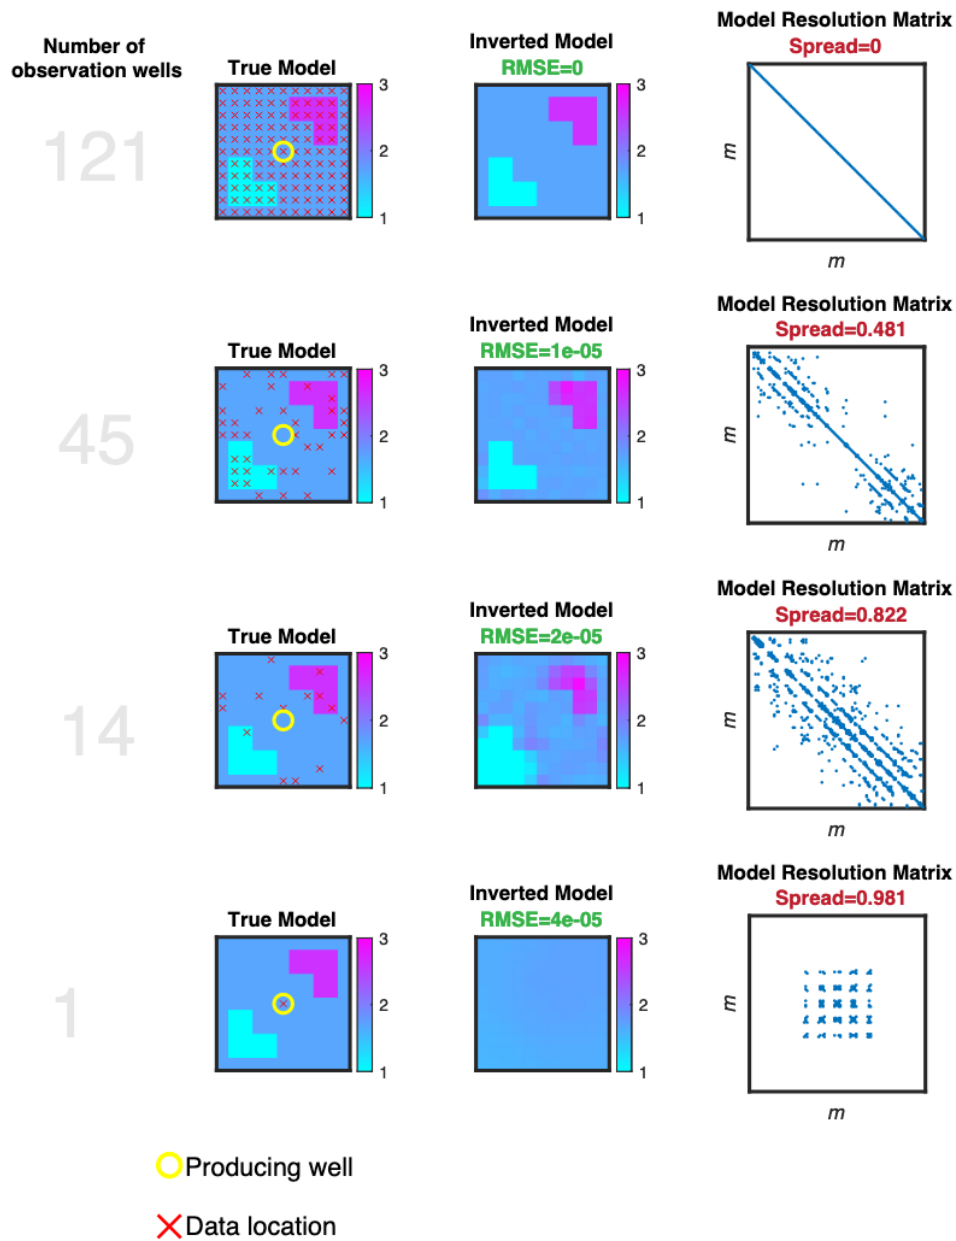 Number of
observation wells
True Model
Inverted Model
RMSE=0
Model Resolution Matrix
Spread=0
121
3
2
1
3
2
1
m
m
True Model
Inverted Model
RMSE=1e-05
Model Resolution Matrix
Spread=0.481
45
3
2
1
3
2
1
m
m
True Model
Inverted Model
RMSE=2e-05
Model Resolution Matrix
Spread=0.822
14
3
2
1
3
2
1
m
m
True Model
Inverted Model
RMSE=4e-05
Model Resolution Matrix
Spread=0.981
1
3
2
1
3
2
1
m
m
Producing well
Data location